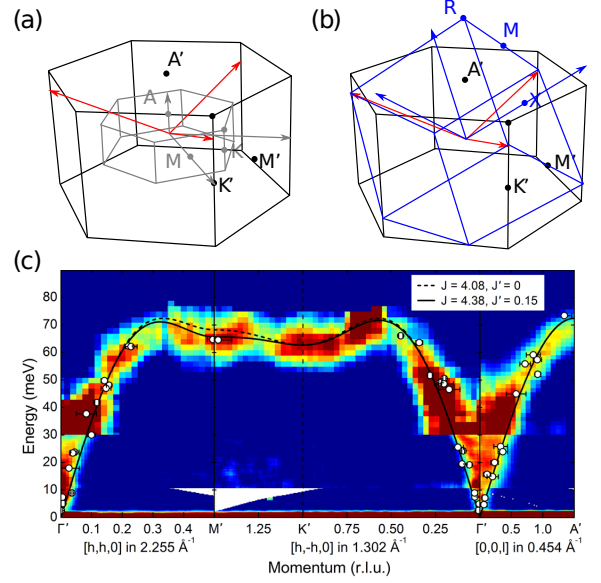 (a)
A′
A
M
K
M′
K′
(b)
R
M
A′
X
M′
K′
(c)
J = 4.08, J′ = 0
J = 4.38, J′ = 0.15
Energy (meV)
80
70
60
50
40
30
20
10
0
Γ′ 0.1 0.2 0.3 0.4 M′ 1.25 K′ 0.75 0.50 0.25 Γ′ 0.5 1.0 A′
[h,h,0] in 2.255 Å⁻¹ [h,-h,0] in 1.302 Å⁻¹ [0,0,l] in 0.454 Å⁻¹
Momentum (r.l.u.)